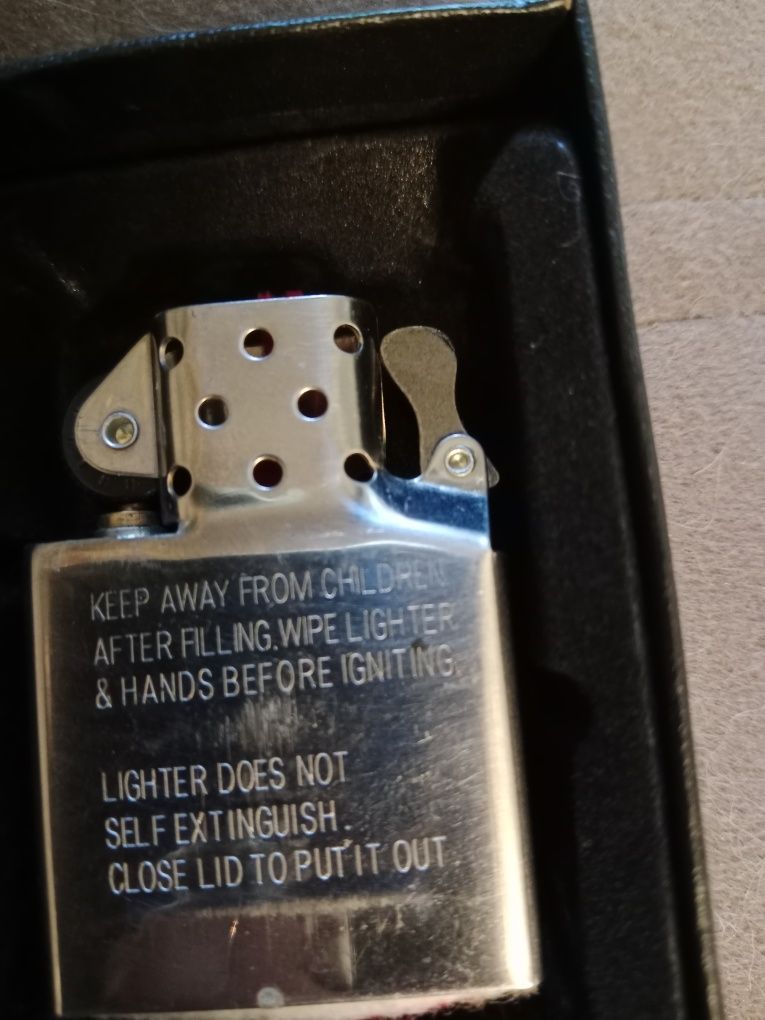 KEEP AWAY FROM CHILDREN
AFTER FILLING.WIPE LIGHTER
& HANDS BEFORE IGNITING.
LIGHTER DOES NOT
SELF EXTINGUISH.
CLOSE LID TO PUT IT OUT.